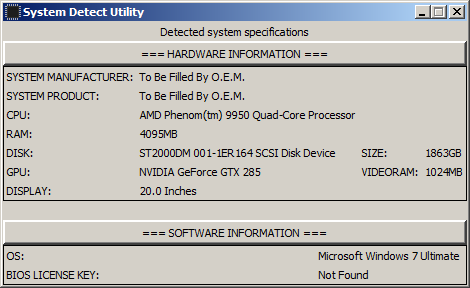 System Detect Utility
Detected system specifications
=== HARDWARE INFORMATION ===
SYSTEM MANUFACTURER: To Be Filled By O.E.M.
SYSTEM PRODUCT: To Be Filled By O.E.M.
CPU: AMD Phenom(tm) 9950 Quad-Core Processor
RAM: 4095MB
DISK: ST2000DM 001-1ER164 SCSI Disk Device SIZE: 1863GB
GPU: NVIDIA GeForce GTX 285 VIDEORAM: 1024MB
DISPLAY: 20.0 Inches
=== SOFTWARE INFORMATION ===
OS: Microsoft Windows 7 Ultimate
BIOS LICENSE KEY: Not Found